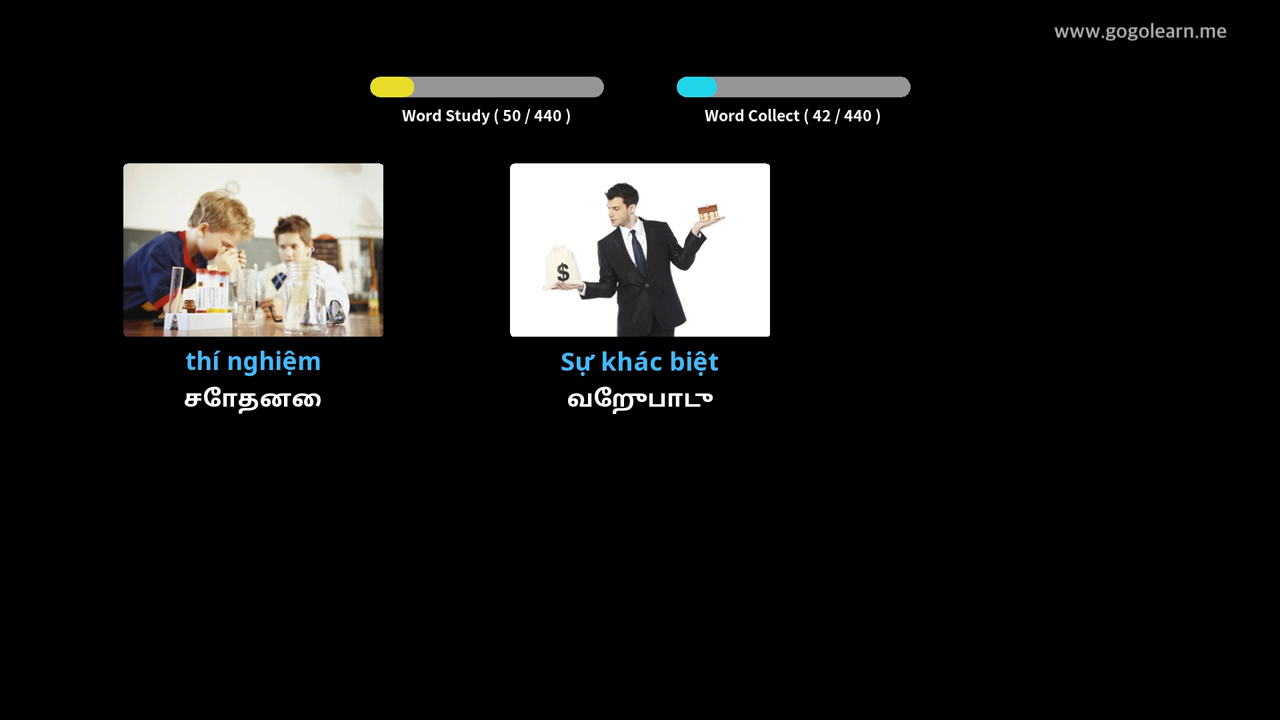 www.gogolearn.me
Word Study ( 50 / 440 )
Word Collect ( 42 / 440 )
thí nghiệm
சோதனை
Sự khác biệt
வேறுபாடு